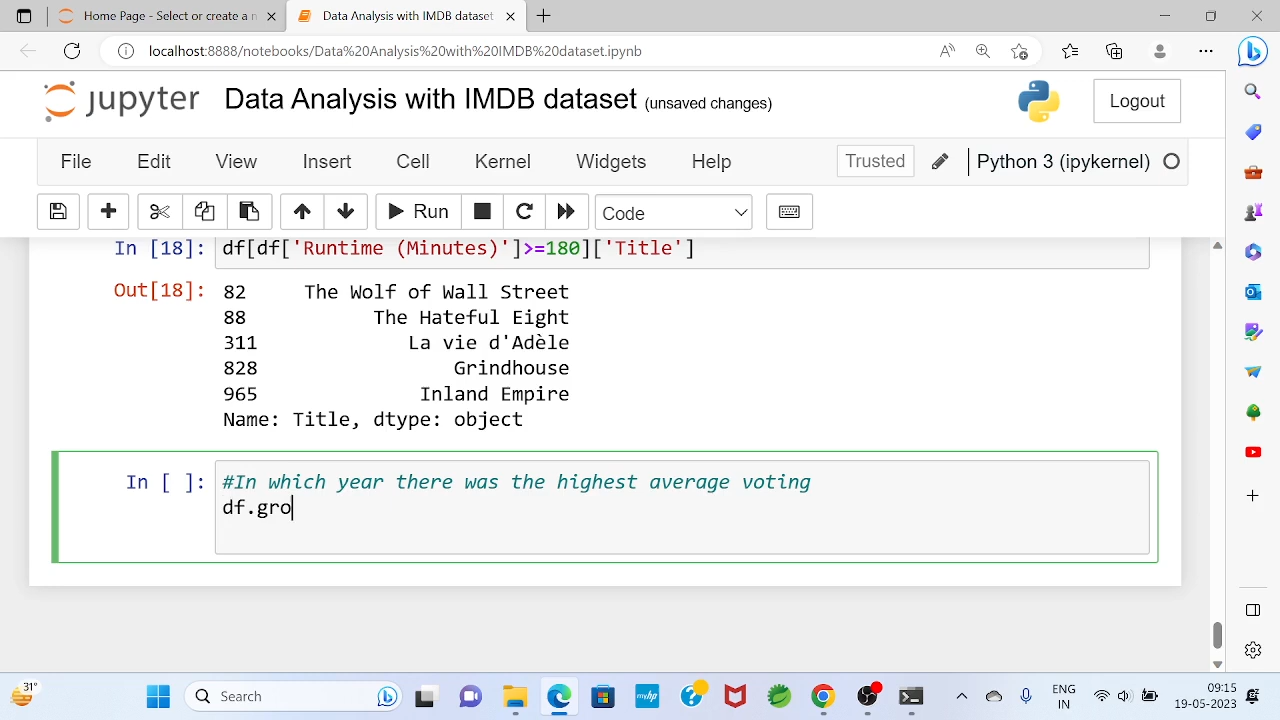 Home Page - Select or create a n
Data Analysis with IMDB dataset
localhost:8888/notebooks/Data%20Analysis%20with%20IMDB%20dataset.ipynb
jupyter Data Analysis with IMDB dataset (unsaved changes)
Logout
File Edit View Insert Cell Kernel Widgets Help
Trusted
Python 3 (ipykernel)
Run
Code
In [18]: df[df['Runtime (Minutes)']>=180]['Title']
Out[18]: 82 The Wolf of Wall Street
88 The Hateful Eight
311 La vie d'Adèle
828 Grindhouse
965 Inland Empire
Name: Title, dtype: object
In [ ]: #In which year there was the highest average voting
df.gro
31°
Search
ENG
IN
09:15
19-05-2023